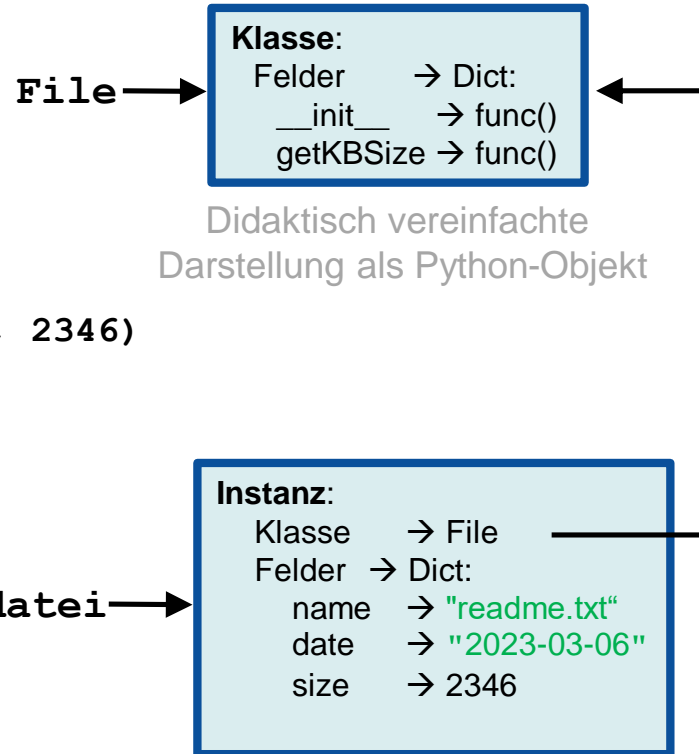 Klasse:
File
Felder → Dict:
__init__ → func()
getKBSize → func()
Didaktisch vereinfachte
Darstellung als Python-Objekt
2346)
Instanz:
Klasse → File
Felder → Dict:
datei
name → "readme.txt“
date → "2023-03-06"
size → 2346